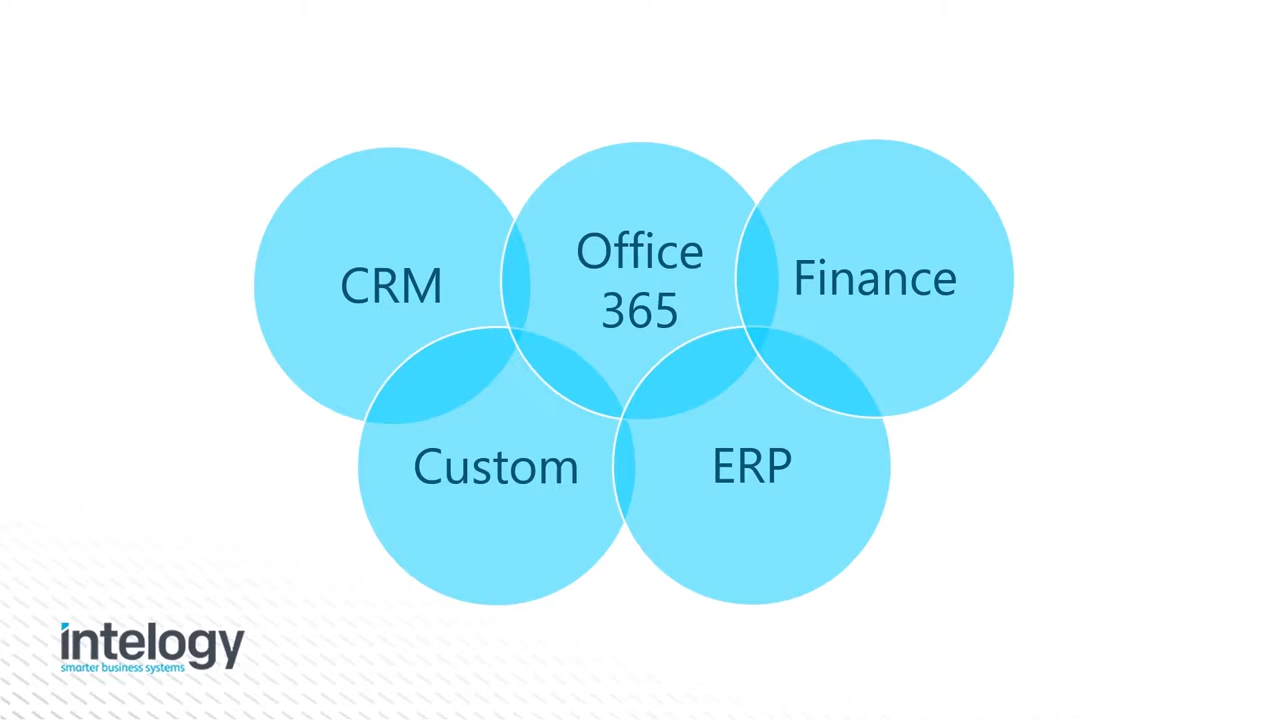 CRM
Office
365
Finance
Custom
ERP
intelogy
smarter business systems